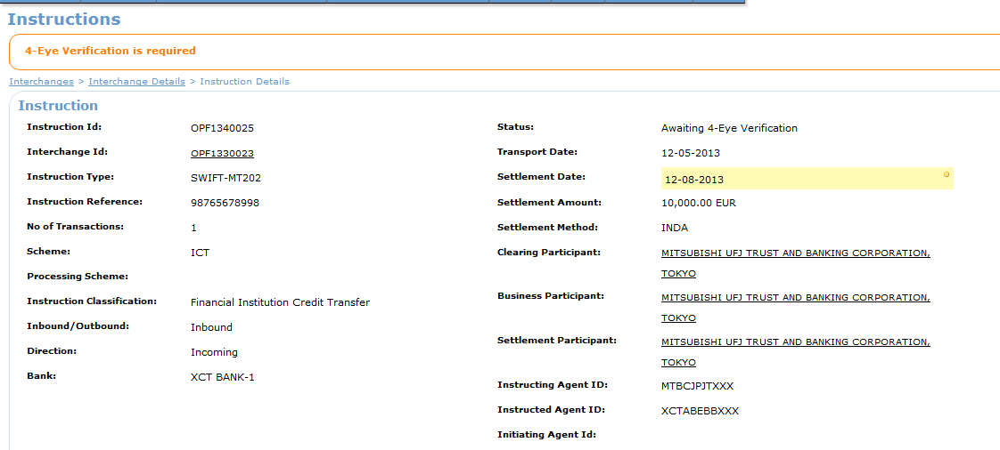 Instructions
4-Eye Verification is required
Interchanges > Interchange Details > Instruction Details
Instruction
Instruction Id: OPF1340025
Interchange Id: OPF1330023
Instruction Type: SWIFT-MT202
Instruction Reference: 98765678998
No of Transactions: 1
Scheme: ICT
Processing Scheme:
Instruction Classification: Financial Institution Credit Transfer
Inbound/Outbound: Inbound
Direction: Incoming
Bank: XCT BANK-1
Status: Awaiting 4-Eye Verification
Transport Date: 12-05-2013
Settlement Date: 12-08-2013
Settlement Amount: 10,000.00 EUR
Settlement Method: INDA
Clearing Participant: MITSUBISHI UFJ TRUST AND BANKING CORPORATION,
TOKYO
Business Participant: MITSUBISHI UFJ TRUST AND BANKING CORPORATION,
TOKYO
Settlement Participant: MITSUBISHI UFJ TRUST AND BANKING CORPORATION,
TOKYO
Instructing Agent ID: MTBCJPJTXXX
Instructed Agent ID: XCTABEBBXXX
Initiating Agent Id: